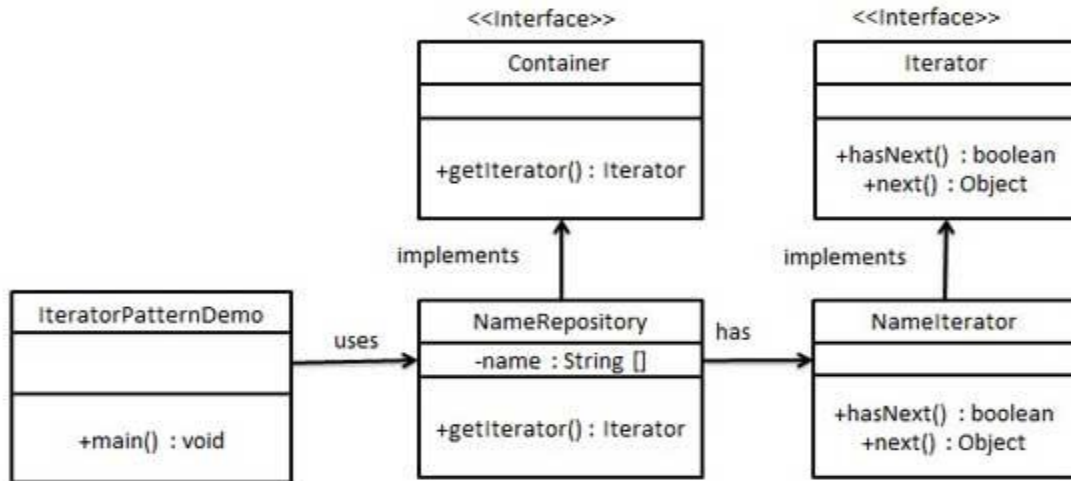 <<Interface>>
<<Interface>>
Container
Iterator
+getIterator() : Iterator
+hasNext() : boolean
+next() : Object
implements
implements
IteratorPatternDemo
uses
NameRepository
has
NameIterator
-name : String []
+main() : void
+getIterator() : Iterator
+hasNext() : boolean
+next() : Object